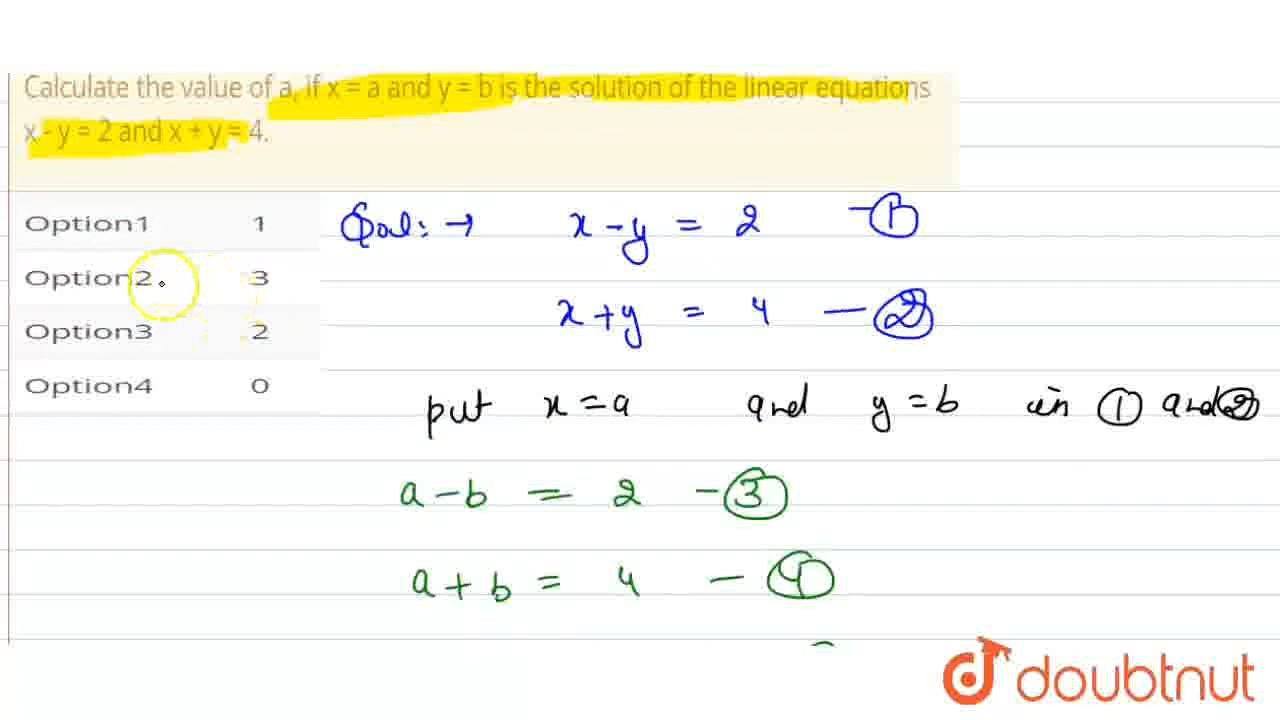 Calculate the value of a, if x = a and y = b is the solution of the linear equations
x - y = 2 and x + y = 4.
Option1 1
Option2 3
Option3 2
Option4 0
Sol: → x - y = 2 - ①
x + y = 4 - ②
put x = a and y = b in ① and ②
a - b = 2 - ③
a + b = 4 - ④
doubtnut